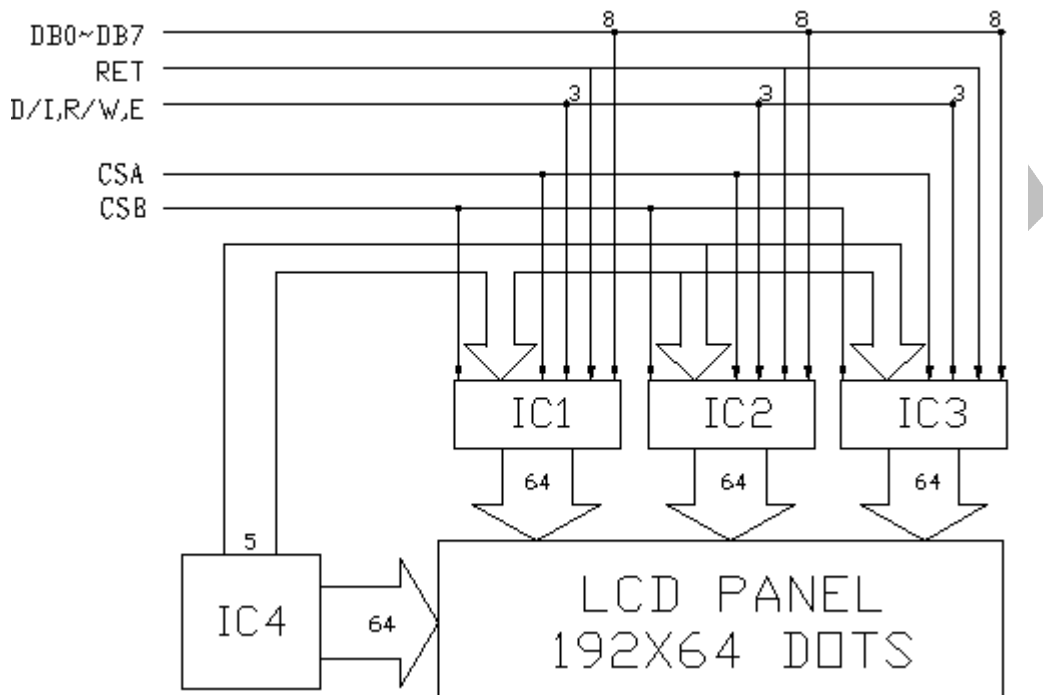 8 8 8
DB0~DB7
RET
D/I,R/W,E 3 3 3
CSA
CSB
IC1 IC2 IC3
64 64 64
5
IC4 64
LCD PANEL
192X64 DOTS